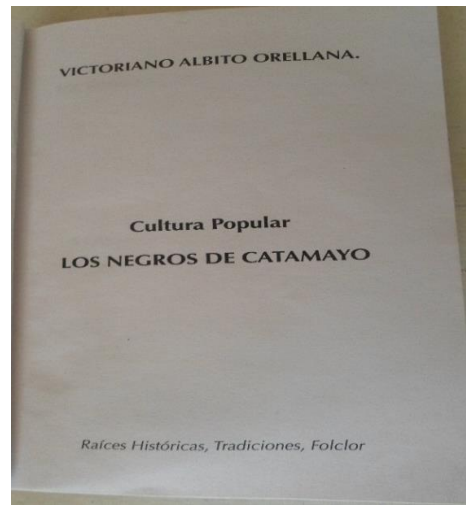 VICTORIANO ALBITO ORELLANA.
Cultura Popular
LOS NEGROS DE CATAMAYO
Raíces Históricas, Tradiciones, Folclor